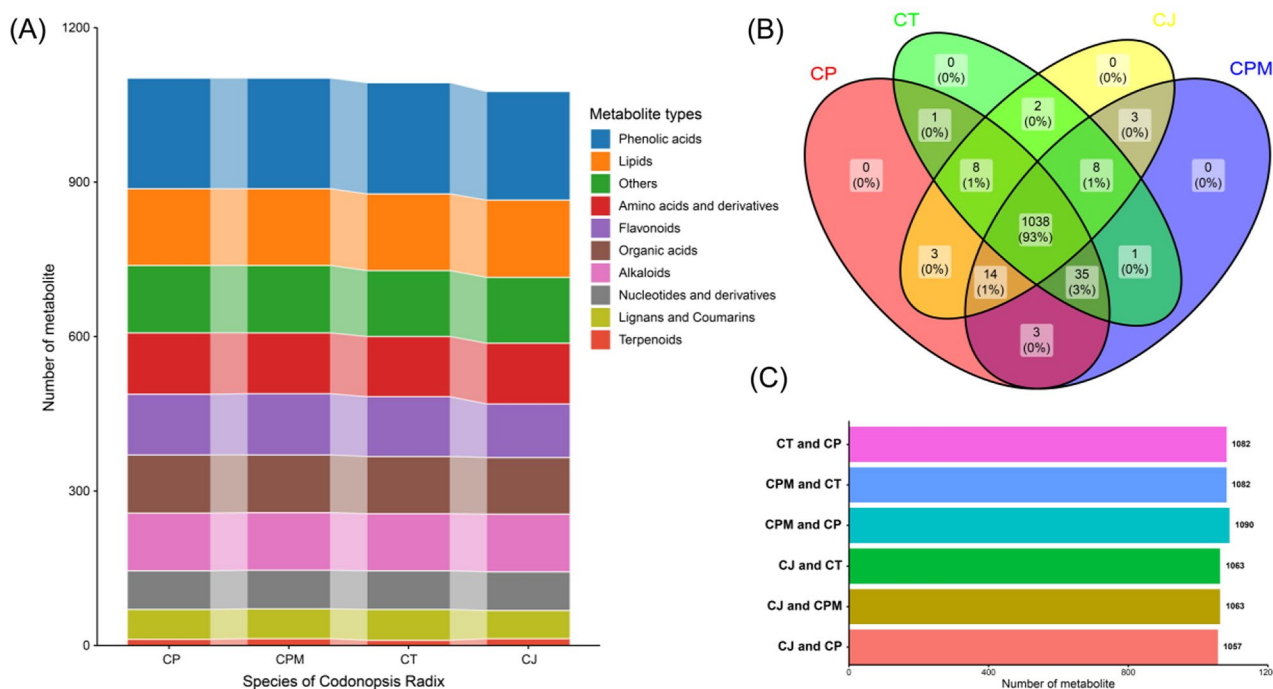 (A)
1200
900
600
300
0
Number of metabolite
CP
CPM
CT
CJ
Species of Codonopsis Radix
Metabolite types
Phenolic acids
Lipids
Others
Amino acids and derivatives
Flavonoids
Organic acids
Alkaloids
Nucleotides and derivatives
Lignans and Coumarins
Terpenoids
(B)
CT
CJ
CP
CPM
0
(0%)
0
(0%)
2
(0%)
1
(0%)
3
(0%)
0
(0%)
8
(1%)
8
(1%)
0
(0%)
1038
(93%)
3
(0%)
14
(1%)
35
(3%)
1
(0%)
3
(0%)
(C)
CT and CP 1082
CPM and CT 1082
CPM and CP 1090
CJ and CT 1063
CJ and CPM 1063
CJ and CP 1057
0 400 800 120
Number of metabolite